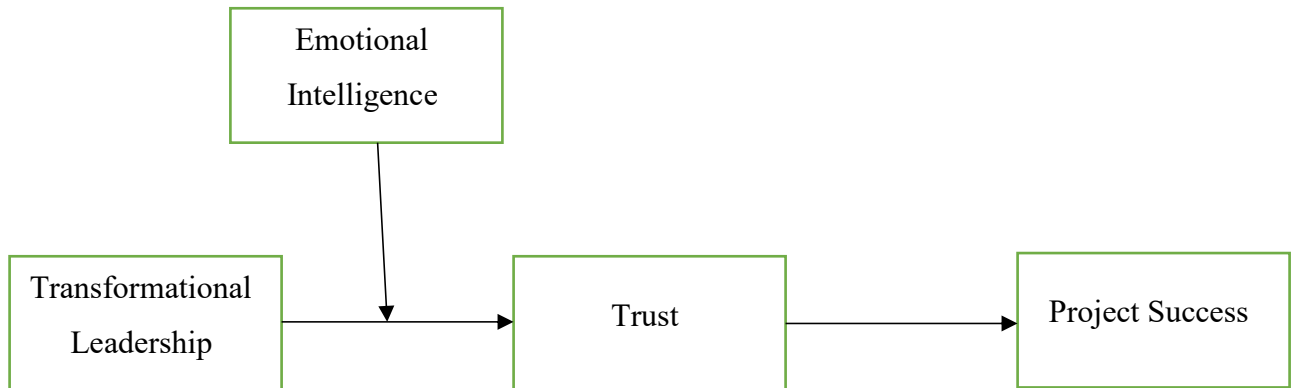 Emotional
Intelligence
Transformational
Leadership
Trust
Project Success